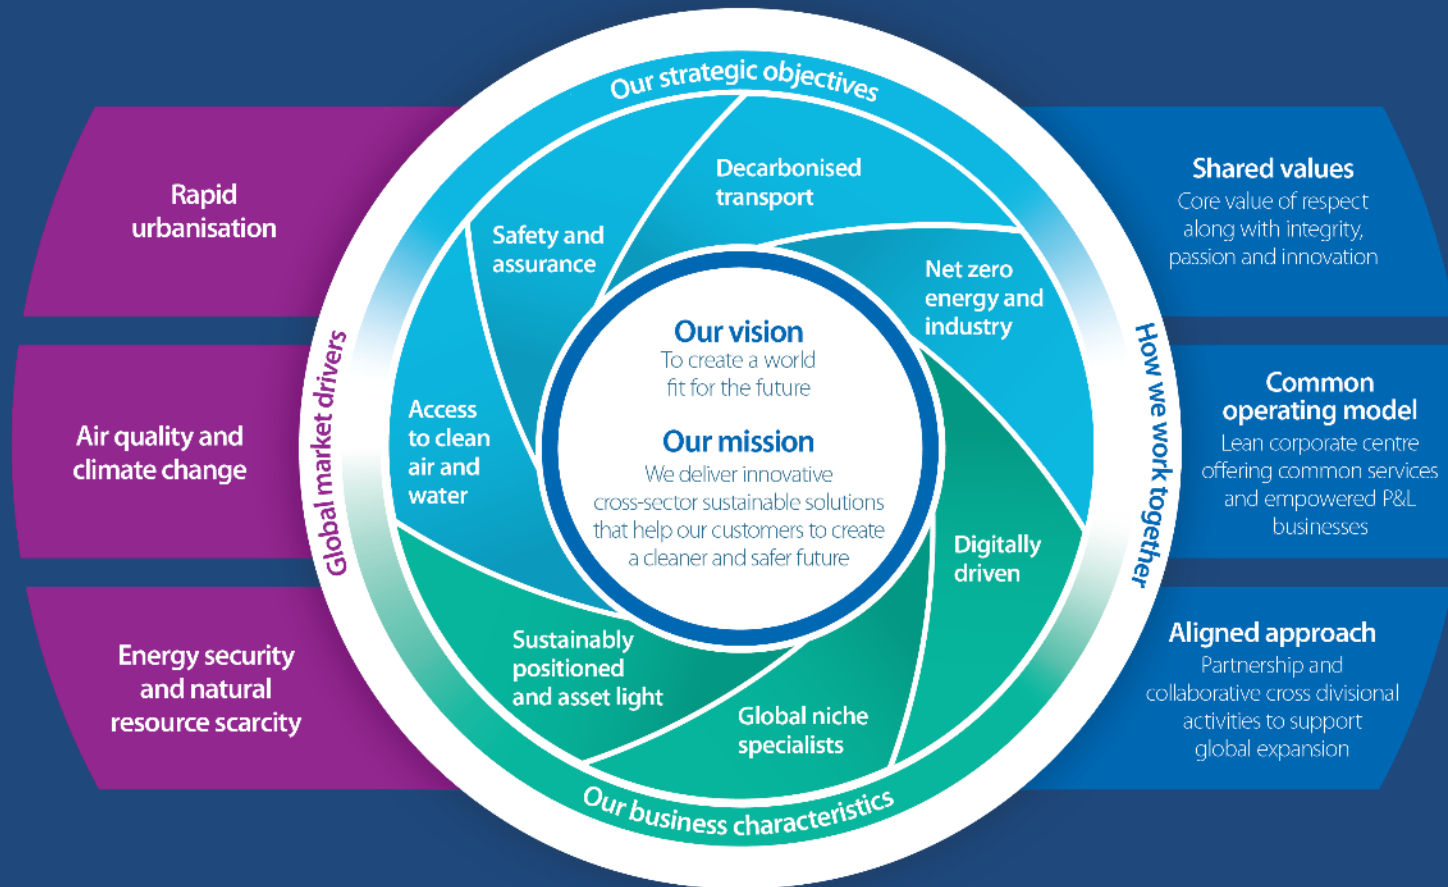 Our strategic objectives
Global market drivers
Rapid
urbanisation
Air quality and
climate change
Energy security
and natural
resource scarcity
Safety and
assurance
Decarbonised
transport
Net zero
energy and
industry
Access
to clean
air and
water
Our vision
To create a world
fit for the future
Our mission
We deliver innovative
cross-sector sustainable solutions
that help our customers to create
a cleaner and safer future
Digitally
driven
Sustainably
positioned
and asset light
Global niche
specialists
Our business characteristics
How we work together
Shared values
Core value of respect
along with integrity,
passion and innovation
Common
operating model
Lean corporate centre
offering common services
and empowered P&L
businesses
Aligned approach
Partnership and
collaborative cross divisional
activities to support
global expansion